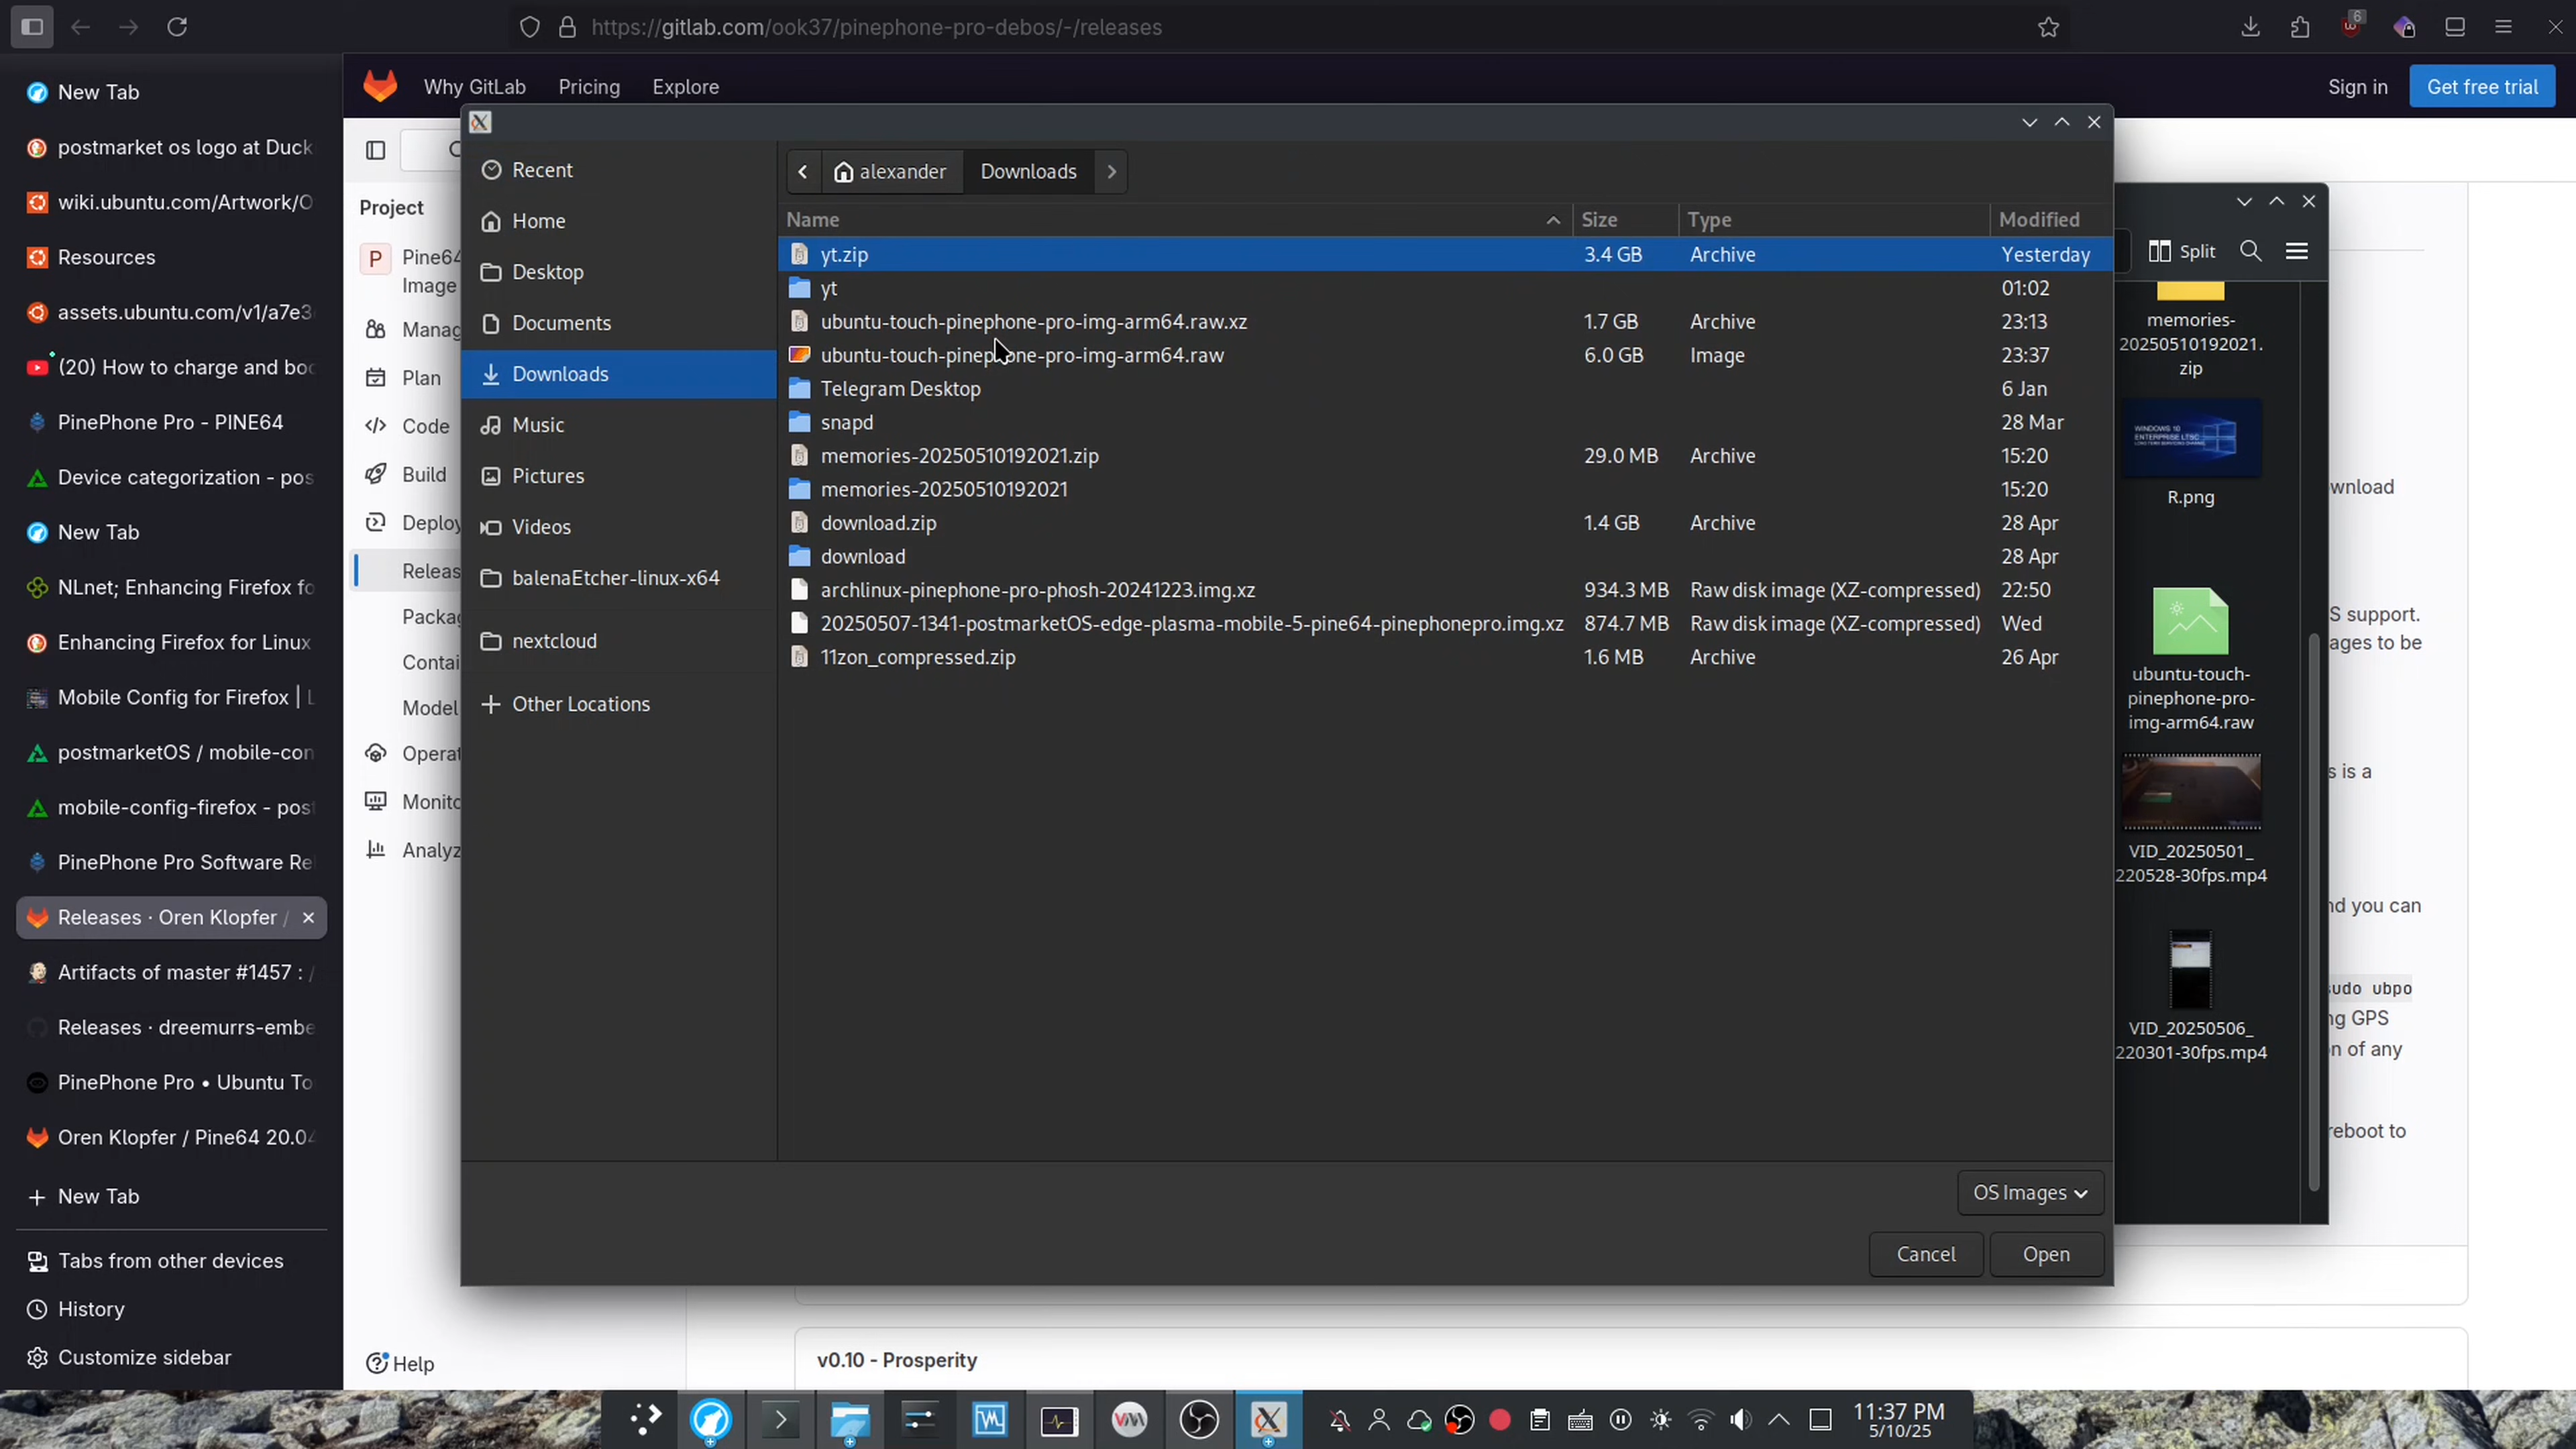 https://gitlab.com/ook37/pinephone-pro-debos/-/releases
6
New Tab
postmarket os logo at Duck
wiki.ubuntu.com/Artwork/O
Resources
assets.ubuntu.com/v1/a7e3
(20) How to charge and boo
PinePhone Pro - PINE64
Device categorization - pos
New Tab
NLnet; Enhancing Firefox fo
Enhancing Firefox for Linux
Mobile Config for Firefox | L
postmarketOS / mobile-con
mobile-config-firefox - pos
PinePhone Pro Software Re
Releases · Oren Klopfer /
Artifacts of master #1457 : /
Releases · dreemurrs-embe
PinePhone Pro • Ubuntu To
Oren Klopfer / Pine64 20.04
New Tab
Tabs from other devices
History
Customize sidebar
Why GitLab
Pricing
Explore
Sign in
Get free trial
Project
P
Pine64
Image
Manag
Plan
Code
Build
Deploy
Releas
Packa
Contai
Model
Operat
Monito
Analyz
Help
Recent
Home
Desktop
Documents
Downloads
Music
Pictures
Videos
balenaEtcher-linux-x64
nextcloud
Other Locations
alexander
Downloads
Name Size Type Modified
yt.zip 3.4 GB Archive Yesterday
yt 01:02
ubuntu-touch-pinephone-pro-img-arm64.raw.xz 1.7 GB Archive 23:13
ubuntu-touch-pinephone-pro-img-arm64.raw 6.0 GB Image 23:37
Telegram Desktop 6 Jan
snapd 28 Mar
memories-20250510192021.zip 29.0 MB Archive 15:20
memories-20250510192021 15:20
download.zip 1.4 GB Archive 28 Apr
download 28 Apr
archlinux-pinephone-pro-phosh-20241223.img.xz 934.3 MB Raw disk image (XZ-compressed) 22:50
20250507-1341-postmarketOS-edge-plasma-mobile-5-pine64-pinephonepro.img.xz 874.7 MB Raw disk image (XZ-compressed) Wed
11zon_compressed.zip 1.6 MB Archive 26 Apr
OS Images
Cancel
Open
Split
memories-
20250510192021.
zip
WINDOWS 10
ENTERPRISE LTSC
R.png
ubuntu-touch-
pinephone-pro-
img-arm64.raw
VID_20250501_
220528-30fps.mp4
VID_20250506_
220301-30fps.mp4
wnload
S support.
ages to be
s is a
nd you can
sudo ubpo
ng GPS
n of any
reboot to
v0.10 - Prosperity
11:37 PM
5/10/25